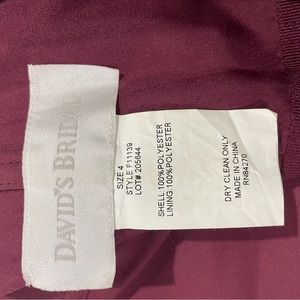 DAVID'S BRIDAL
SIZE 4
STYLE F11139
LOT# 205644
SHELL:100%POLYESTER
LINING:100%POLYESTER
DRY CLEAN ONLY
MADE IN CHINA
RN84270